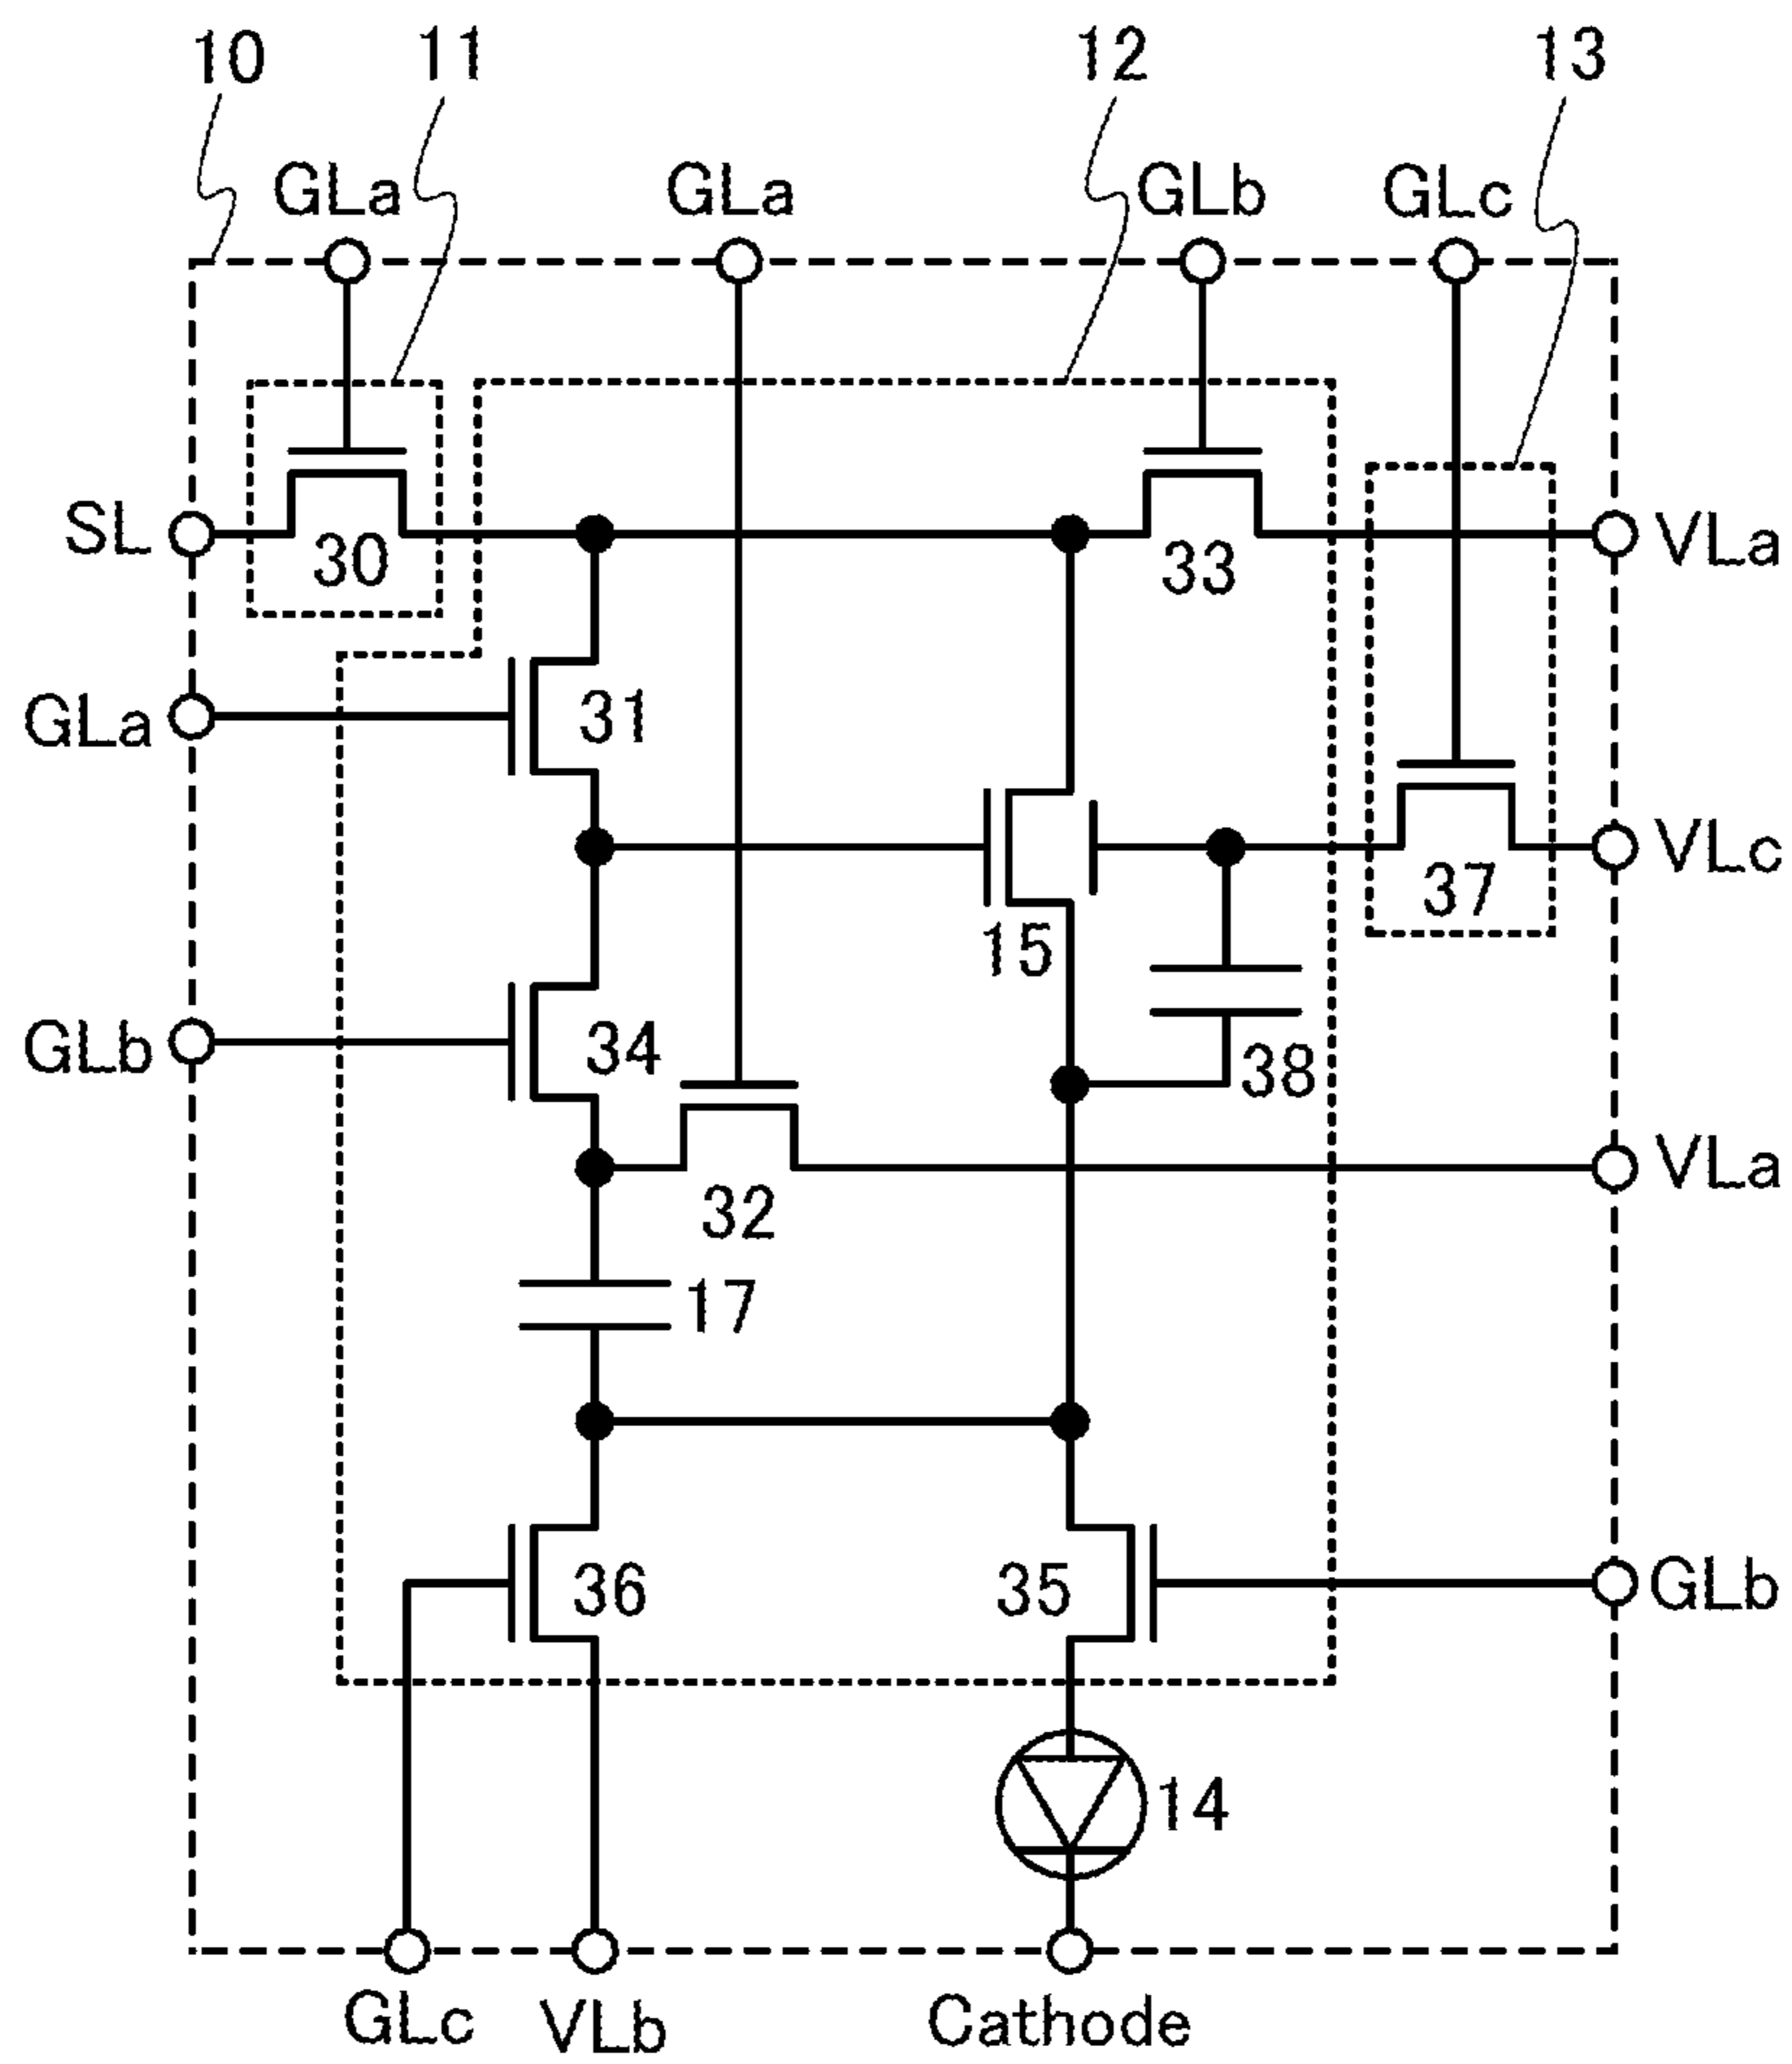 10 11 12 13
GLa GLa GLb GLc
SL 30 33 VLa
GLa 31
VLc
37
15
GLb 34 38
VLa
32
17
36 35 GLb
14
GLc VLb Cathode